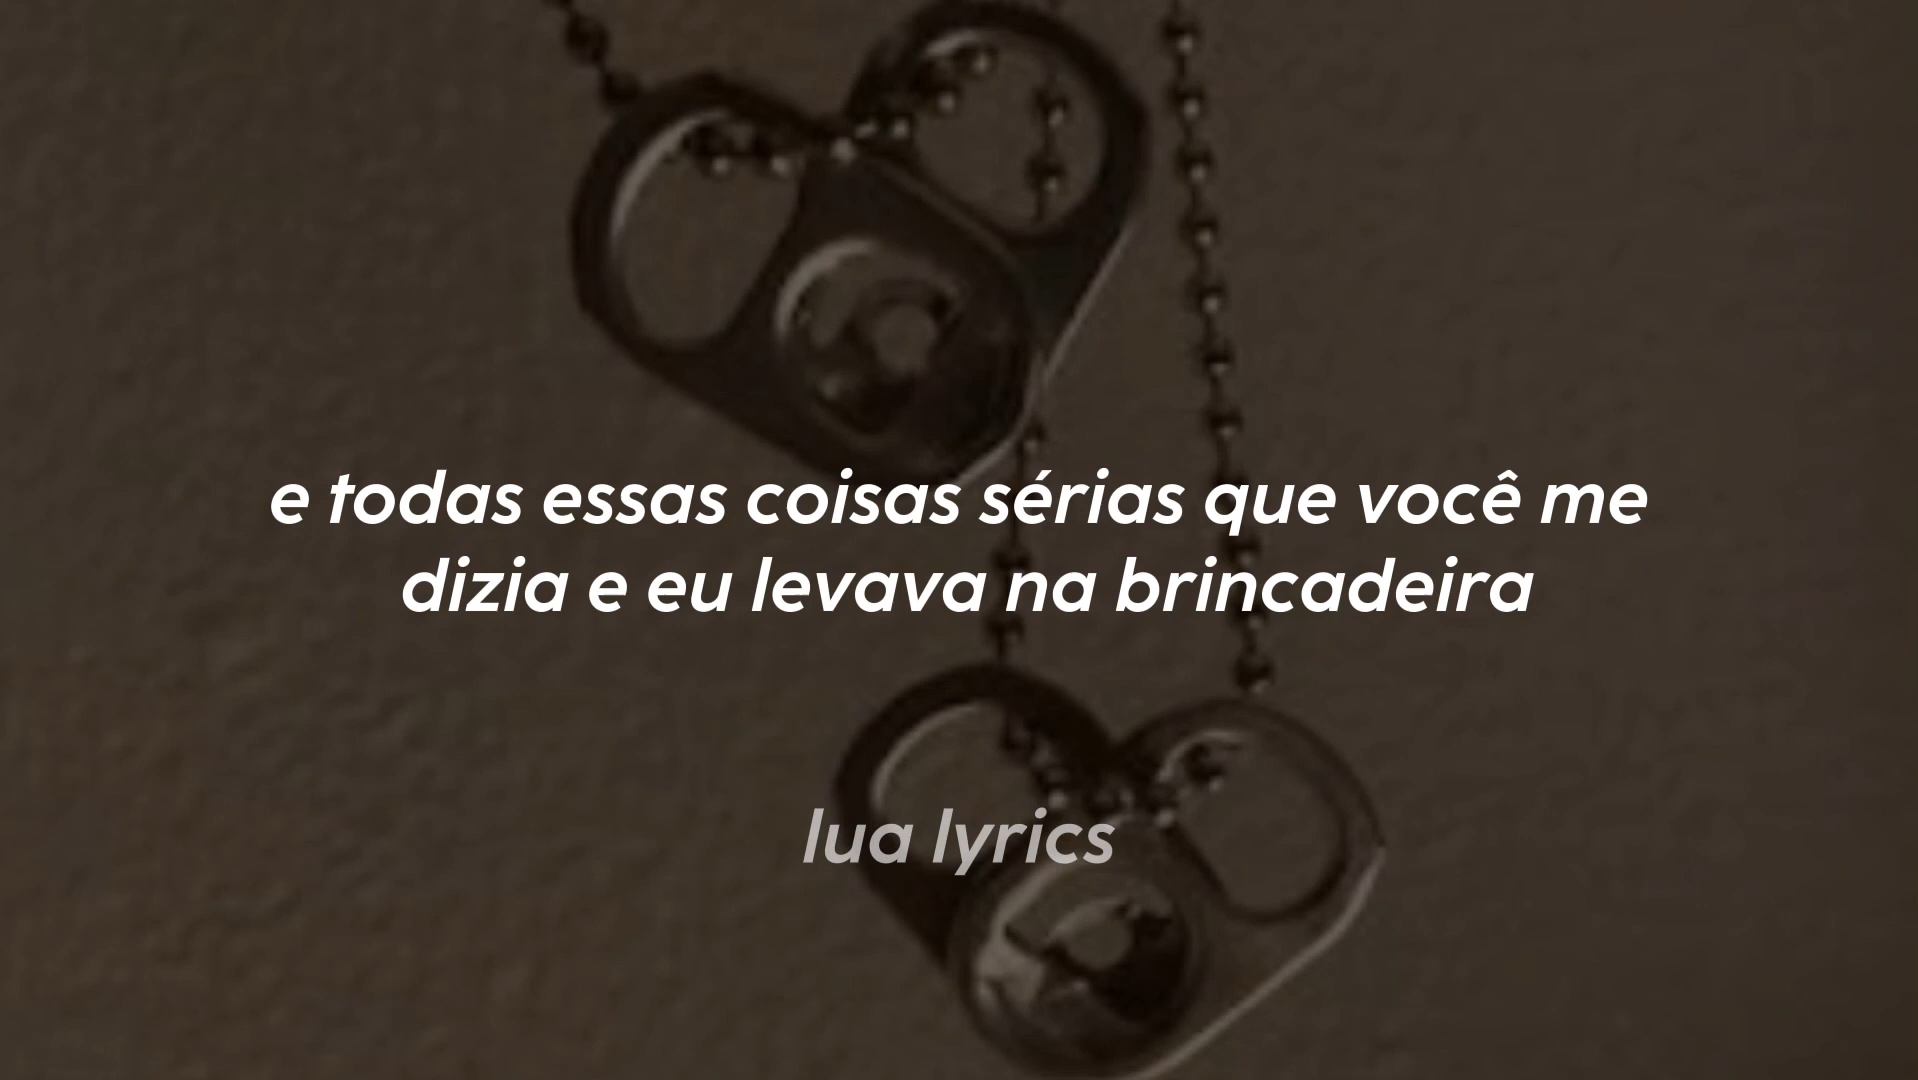 e todas essas coisas sérias que você me
dizia e eu levava na brincadeira
lua lyrics